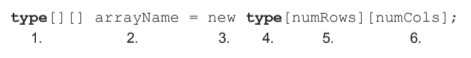 type[][] arrayName = new type[numRows][numCols];
1. 2. 3. 4. 5. 6.